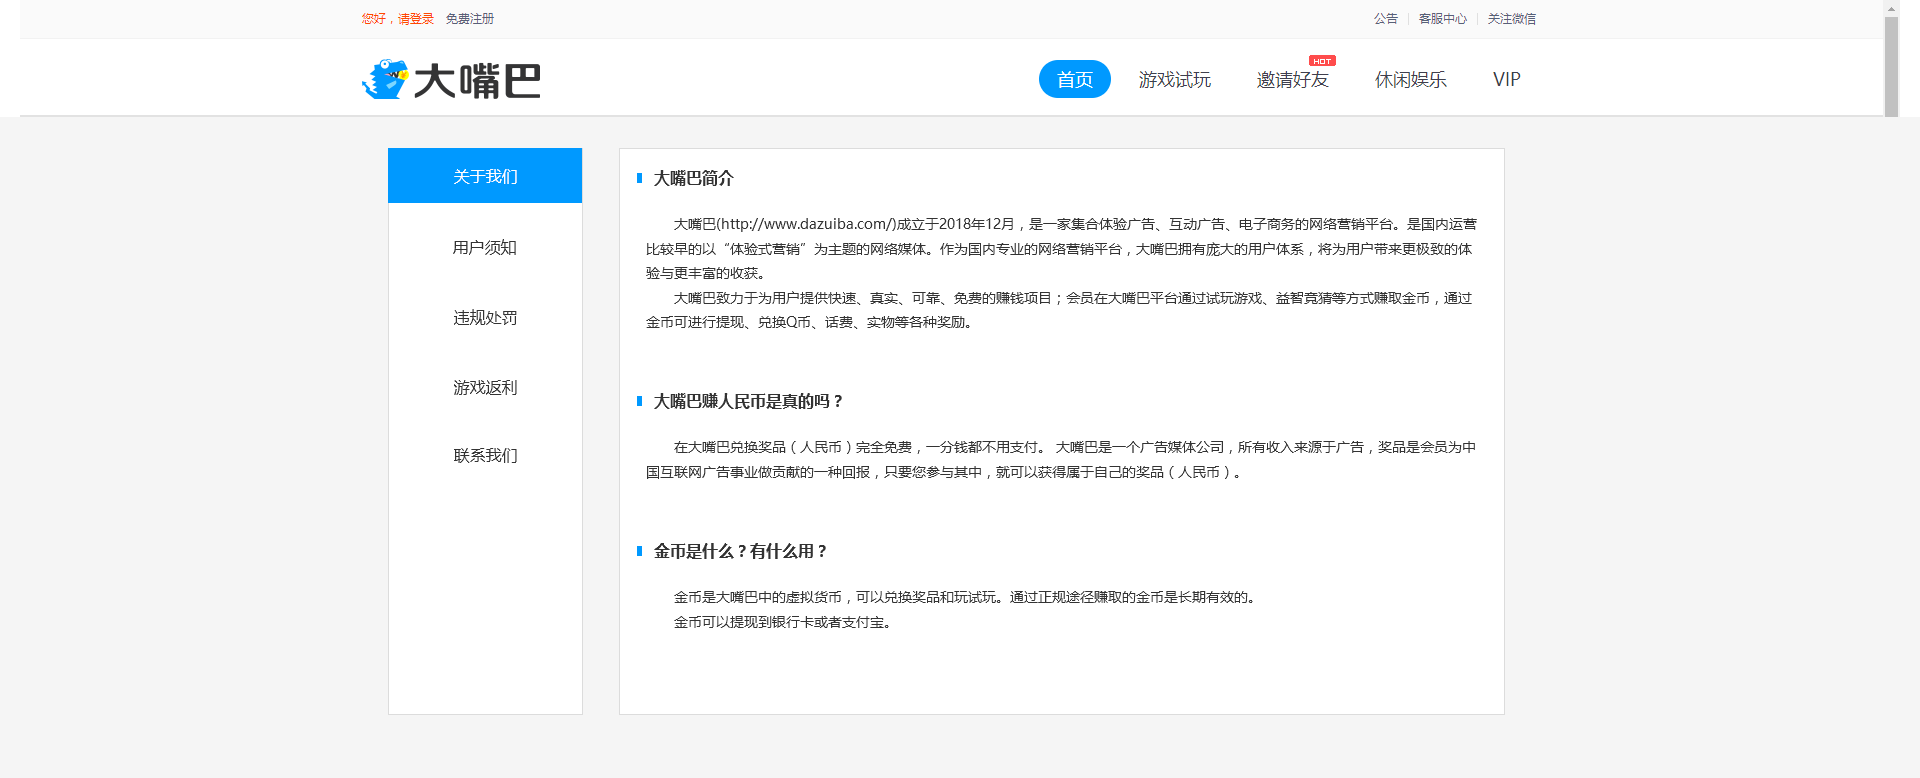 您好，请登录 免费注册 公告 客服中心 关注微信
大嘴巴 首页 游戏试玩 邀请好友 HOT 休闲娱乐 VIP
关于我们
用户须知
违规处罚
游戏返利
联系我们
大嘴巴简介
大嘴巴(http://www.dazuiba.com/)成立于2018年12月，是一家集合体验广告、互动广告、电子商务的网络营销平台。是国内运营
比较早的以“体验式营销”为主题的网络媒体。作为国内专业的网络营销平台，大嘴巴拥有庞大的用户体系，将为用户带来更极致的体
验与更丰富的收获。
大嘴巴致力于为用户提供快速、真实、可靠、免费的赚钱项目；会员在大嘴巴平台通过试玩游戏、益智竞猜等方式赚取金币，通过
金币可进行提现、兑换Q币、话费、实物等各种奖励。
大嘴巴赚人民币是真的吗？
在大嘴巴兑换奖品（人民币）完全免费，一分钱都不用支付。 大嘴巴是一个广告媒体公司，所有收入来源于广告，奖品是会员为中
国互联网广告事业做贡献的一种回报，只要您参与其中，就可以获得属于自己的奖品（人民币）。
金币是什么？有什么用？
金币是大嘴巴中的虚拟货币，可以兑换奖品和玩试玩。通过正规途径赚取的金币是长期有效的。
金币可以提现到银行卡或者支付宝。